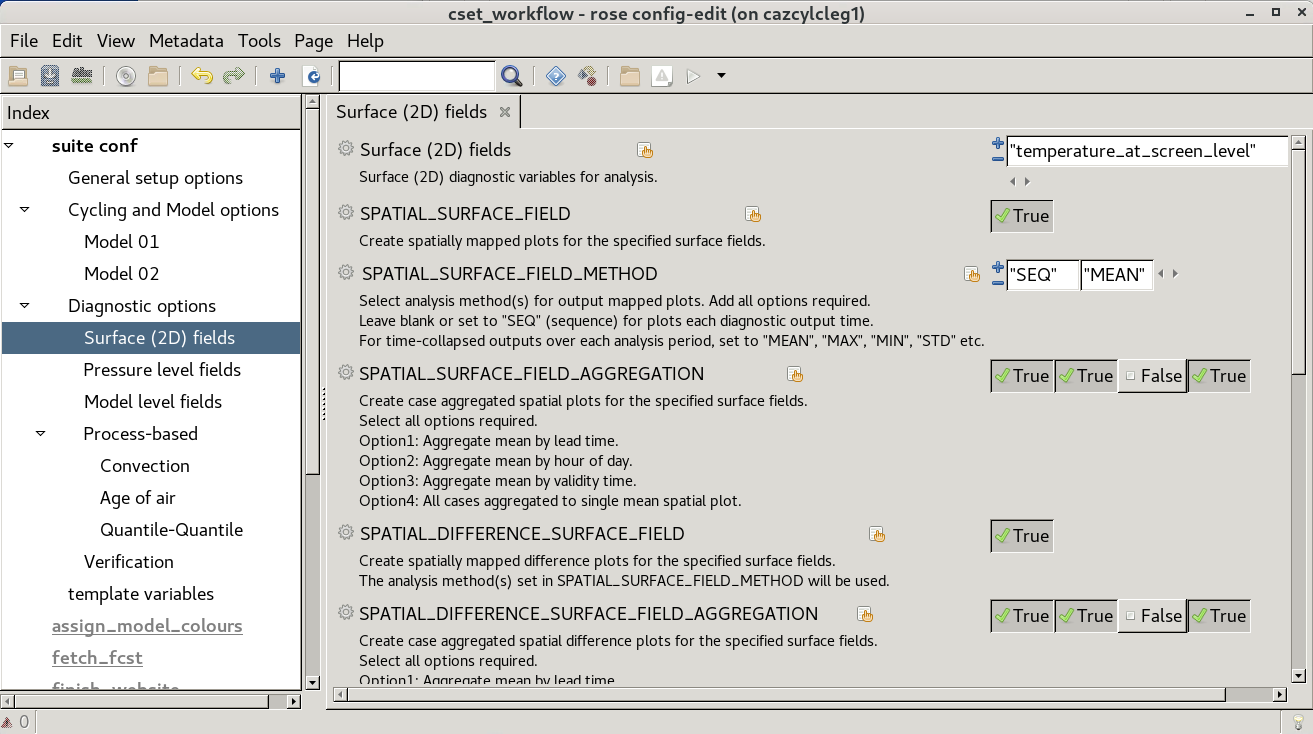 cset_workflow - rose config-edit (on cazcylcleg1)
File Edit View Metadata Tools Page Help
Index
suite conf
General setup options
Cycling and Model options
Model 01
Model 02
Diagnostic options
Surface (2D) fields
Pressure level fields
Model level fields
Process-based
Convection
Age of air
Quantile-Quantile
Verification
template variables
assign_model_colours
fetch_fcst
finish_website
0
Surface (2D) fields
Surface (2D) fields "temperature_at_screen_level"
Surface (2D) diagnostic variables for analysis.
SPATIAL_SURFACE_FIELD True
Create spatially mapped plots for the specified surface fields.
SPATIAL_SURFACE_FIELD_METHOD "SEQ" "MEAN"
Select analysis method(s) for output mapped plots. Add all options required.
Leave blank or set to "SEQ" (sequence) for plots each diagnostic output time.
For time-collapsed outputs over each analysis period, set to "MEAN", "MAX", "MIN", "STD" etc.
SPATIAL_SURFACE_FIELD_AGGREGATION True True False True
Create case aggregated spatial plots for the specified surface fields.
Select all options required.
Option1: Aggregate mean by lead time.
Option2: Aggregate mean by hour of day.
Option3: Aggregate mean by validity time.
Option4: All cases aggregated to single mean spatial plot.
SPATIAL_DIFFERENCE_SURFACE_FIELD True
Create spatially mapped difference plots for the specified surface fields.
The analysis method(s) set in SPATIAL_SURFACE_FIELD_METHOD will be used.
SPATIAL_DIFFERENCE_SURFACE_FIELD_AGGREGATION True True False True
Create case aggregated spatial difference plots for the specified surface fields.
Select all options required.
Option1: Aggregate mean by lead time.